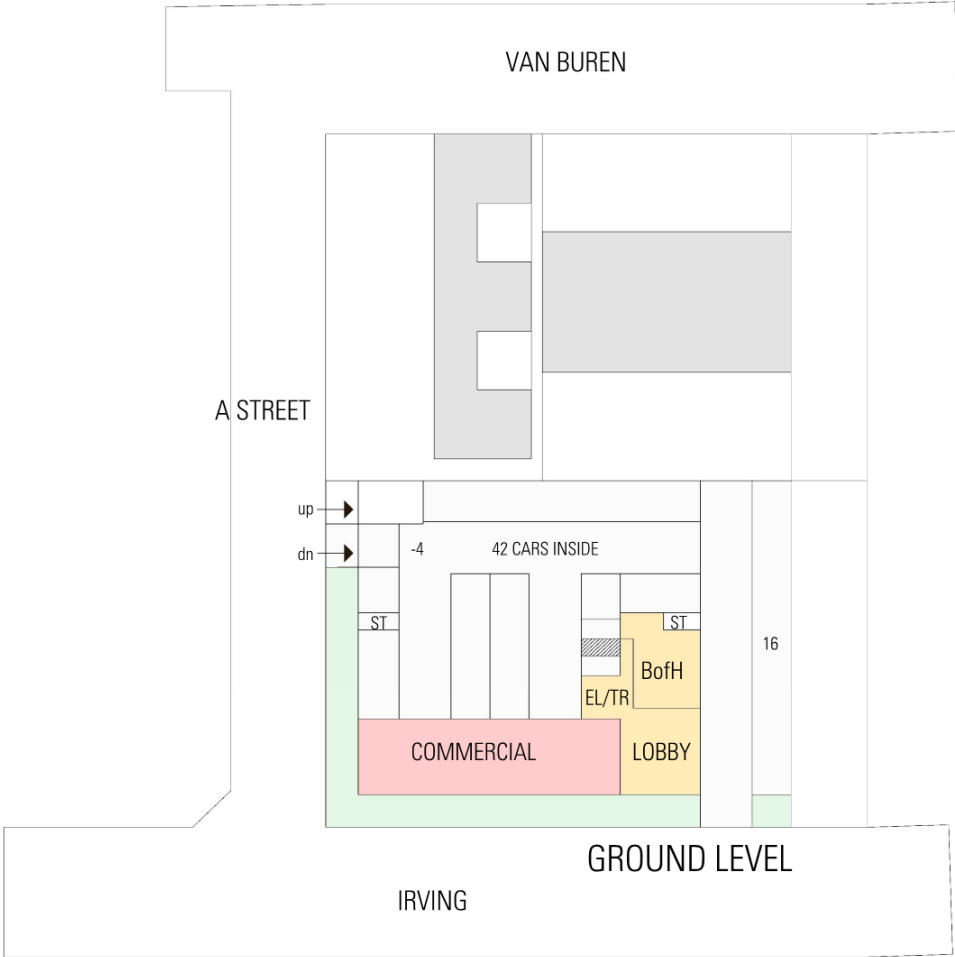 VAN BUREN
A STREET
up
dn
-4
42 CARS INSIDE
ST
ST
16
BofH
EL/TR
COMMERCIAL
LOBBY
GROUND LEVEL
IRVING